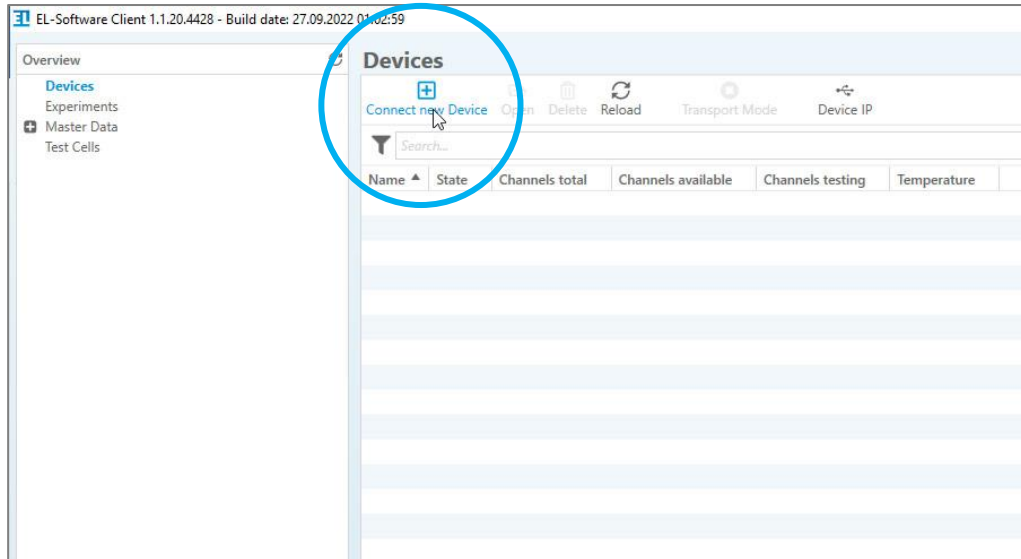 EL-Software Client 1.1.20.4428 - Build date: 27.09.2022 01:02:59
Overview
Devices
Experiments
Master Data
Test Cells
Devices
Connect new Device Open Delete Reload Transport Mode Device IP
Search...
Name State Channels total Channels available Channels testing Temperature